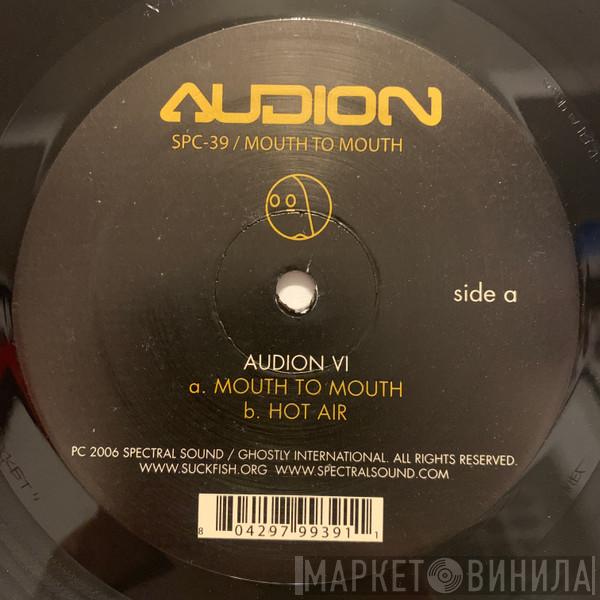 AUDION
SPC-39 / MOUTH TO MOUTH
side a
AUDION VI
a. MOUTH TO MOUTH
b. HOT AIR
PC 2006 SPECTRAL SOUND / GHOSTLY INTERNATIONAL. ALL RIGHTS RESERVED.
WWW.SUCKFISH.ORG WWW.SPECTRALSOUND.COM
8 04297 99391 1
МАРКЕТ ВИНИЛА